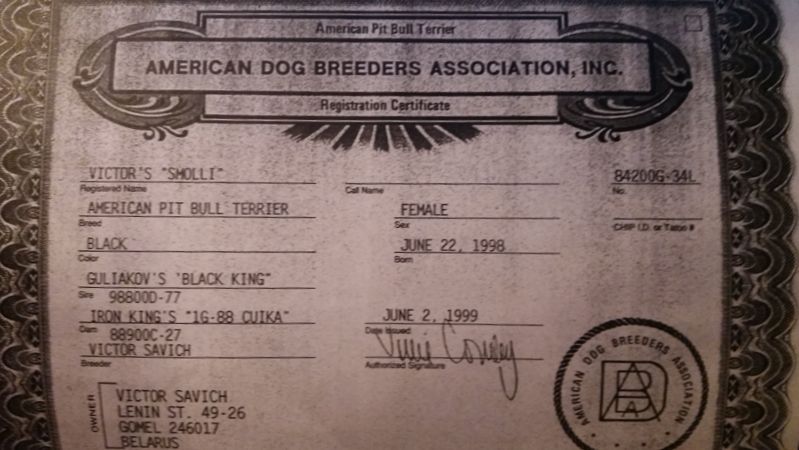 American Pit Bull Terrier
AMERICAN DOG BREEDERS ASSOCIATION, INC.
Registration Certificate
VICTOR'S "SMOLLI" 84200G-34L
Registered Name Call Name No.
AMERICAN PIT BULL TERRIER FEMALE
Breed Sex CHIP I.D. or Tattoo #
BLACK JUNE 22, 1998
Color Born
GULIAKOV'S 'BLACK KING"
Sire 98800D-77
IRON KING'S "1G-88 CUIKA" JUNE 2, 1999
Dam 88900C-27 Date Issued
VICTOR SAVICH
Breeder Authorized Signature
OWNER
VICTOR SAVICH
LENIN ST. 49-26
GOMEL 246017
BELARUS
AMERICAN DOG BREEDERS ASSOCIATION
ADBA